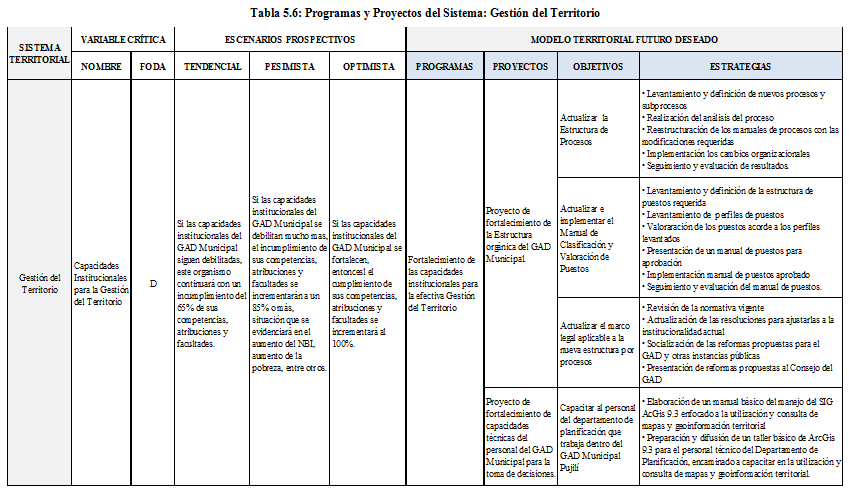 Tabla 5.6: Programas y Proyectos del Sistema: Gestión del Territorio
SISTEMA
TERRITORIAL
VARIABLE CRÍTICA
ESCENARIOS PROSPECTIVOS
MODELO TERRITORIAL FUTURO DESEADO
NOMBRE
FODA
TENDENCIAL
PESIMISTA
OPTIMISTA
PROGRAMAS
PROYECTOS
OBJETIVOS
ESTRATEGIAS
Gestión del
Territorio
Capacidades
Institucionales
para la Gestión
del Territorio
D
Si las capacidades
institucionales del
GAD Municipal
siguen debilitadas,
este organismo
continuará con un
incumplimiento del
65% de sus
competencias,
atribuciones y
facultades.
Si las capacidades
institucionales del
GAD Municipal se
debilitan mucho mas,
el incumplimiento de
sus competencias,
atribuciones y
facultades se
incrementarán a un
85% o más,
situación que se
evidenciará en el
aumento del NBI,
aumento de la
pobreza, entre otros.
Si las capacidades
institucionales del
GAD Municipal se
fortalecen,
entoncesl el
cumplimiento de
sus competencias,
atribuciones y
facultades se
incrementará al
100%.
Fortalecimiento de
las capacidades
institucionales para
la efectiva Gestión
del Territorio
Proyecto de
fortalecimiento de
la Estructura
orgánica del GAD
Municipal.
Actualizar la
Estructura de
Procesos
• Levantamiento y definición de nuevos procesos y
subprocesos
• Realización del análisis del proceso
• Reestructuración de los manuales de procesos con las
modificaciones requeridas
• Implementación los cambios organizacionales
• Seguimiento y evaluación de resultados.
Actualizar e
implementar el
Manual de
Clasificación y
Valoración de
Puestos
• Levantamiento y definición de la estructura de
puestos requerida
• Levantamiento de perfiles de puestos
• Valoraración de los puestos acorde a los perfiles
levantados
• Presentación de un manual de puestos para
aprobación
• Implementación manual de puestos aprobado
• Seguimiento y evaluación del manual de puestos.
Actualizar el marco
legal aplicable a la
nueva estructura por
procesos
• Revisión de la normativa vigente
• Actualización de las resoluciones para ajustarlas a la
institucionalidad actual
• Socialización de las reformas propuestas para el
GAD y otras instancias públicas
• Presentación de reformas propuestas al Consejo del
GAD
Proyecto de
fortalecimiento de
capacidades
técnicas del
personal del GAD
Municipal para la
toma de decisiones.
Capacitar al personal
del departamento de
planificación que
trabaja dentro del
GAD Municipal
Pujilí
• Elaboración de un manual básico del manejo del SIG
AcGis 9.3 enfocado a la utilización y consulta de
mapas y geoinformación territorial
• Preparación y difusión de un taller básico de ArcGis
9.3 para el personal técnico del Departamento de
Planificación, encaminado a capacitar en la utilización y
consulta de mapas y geoinformación territorial.